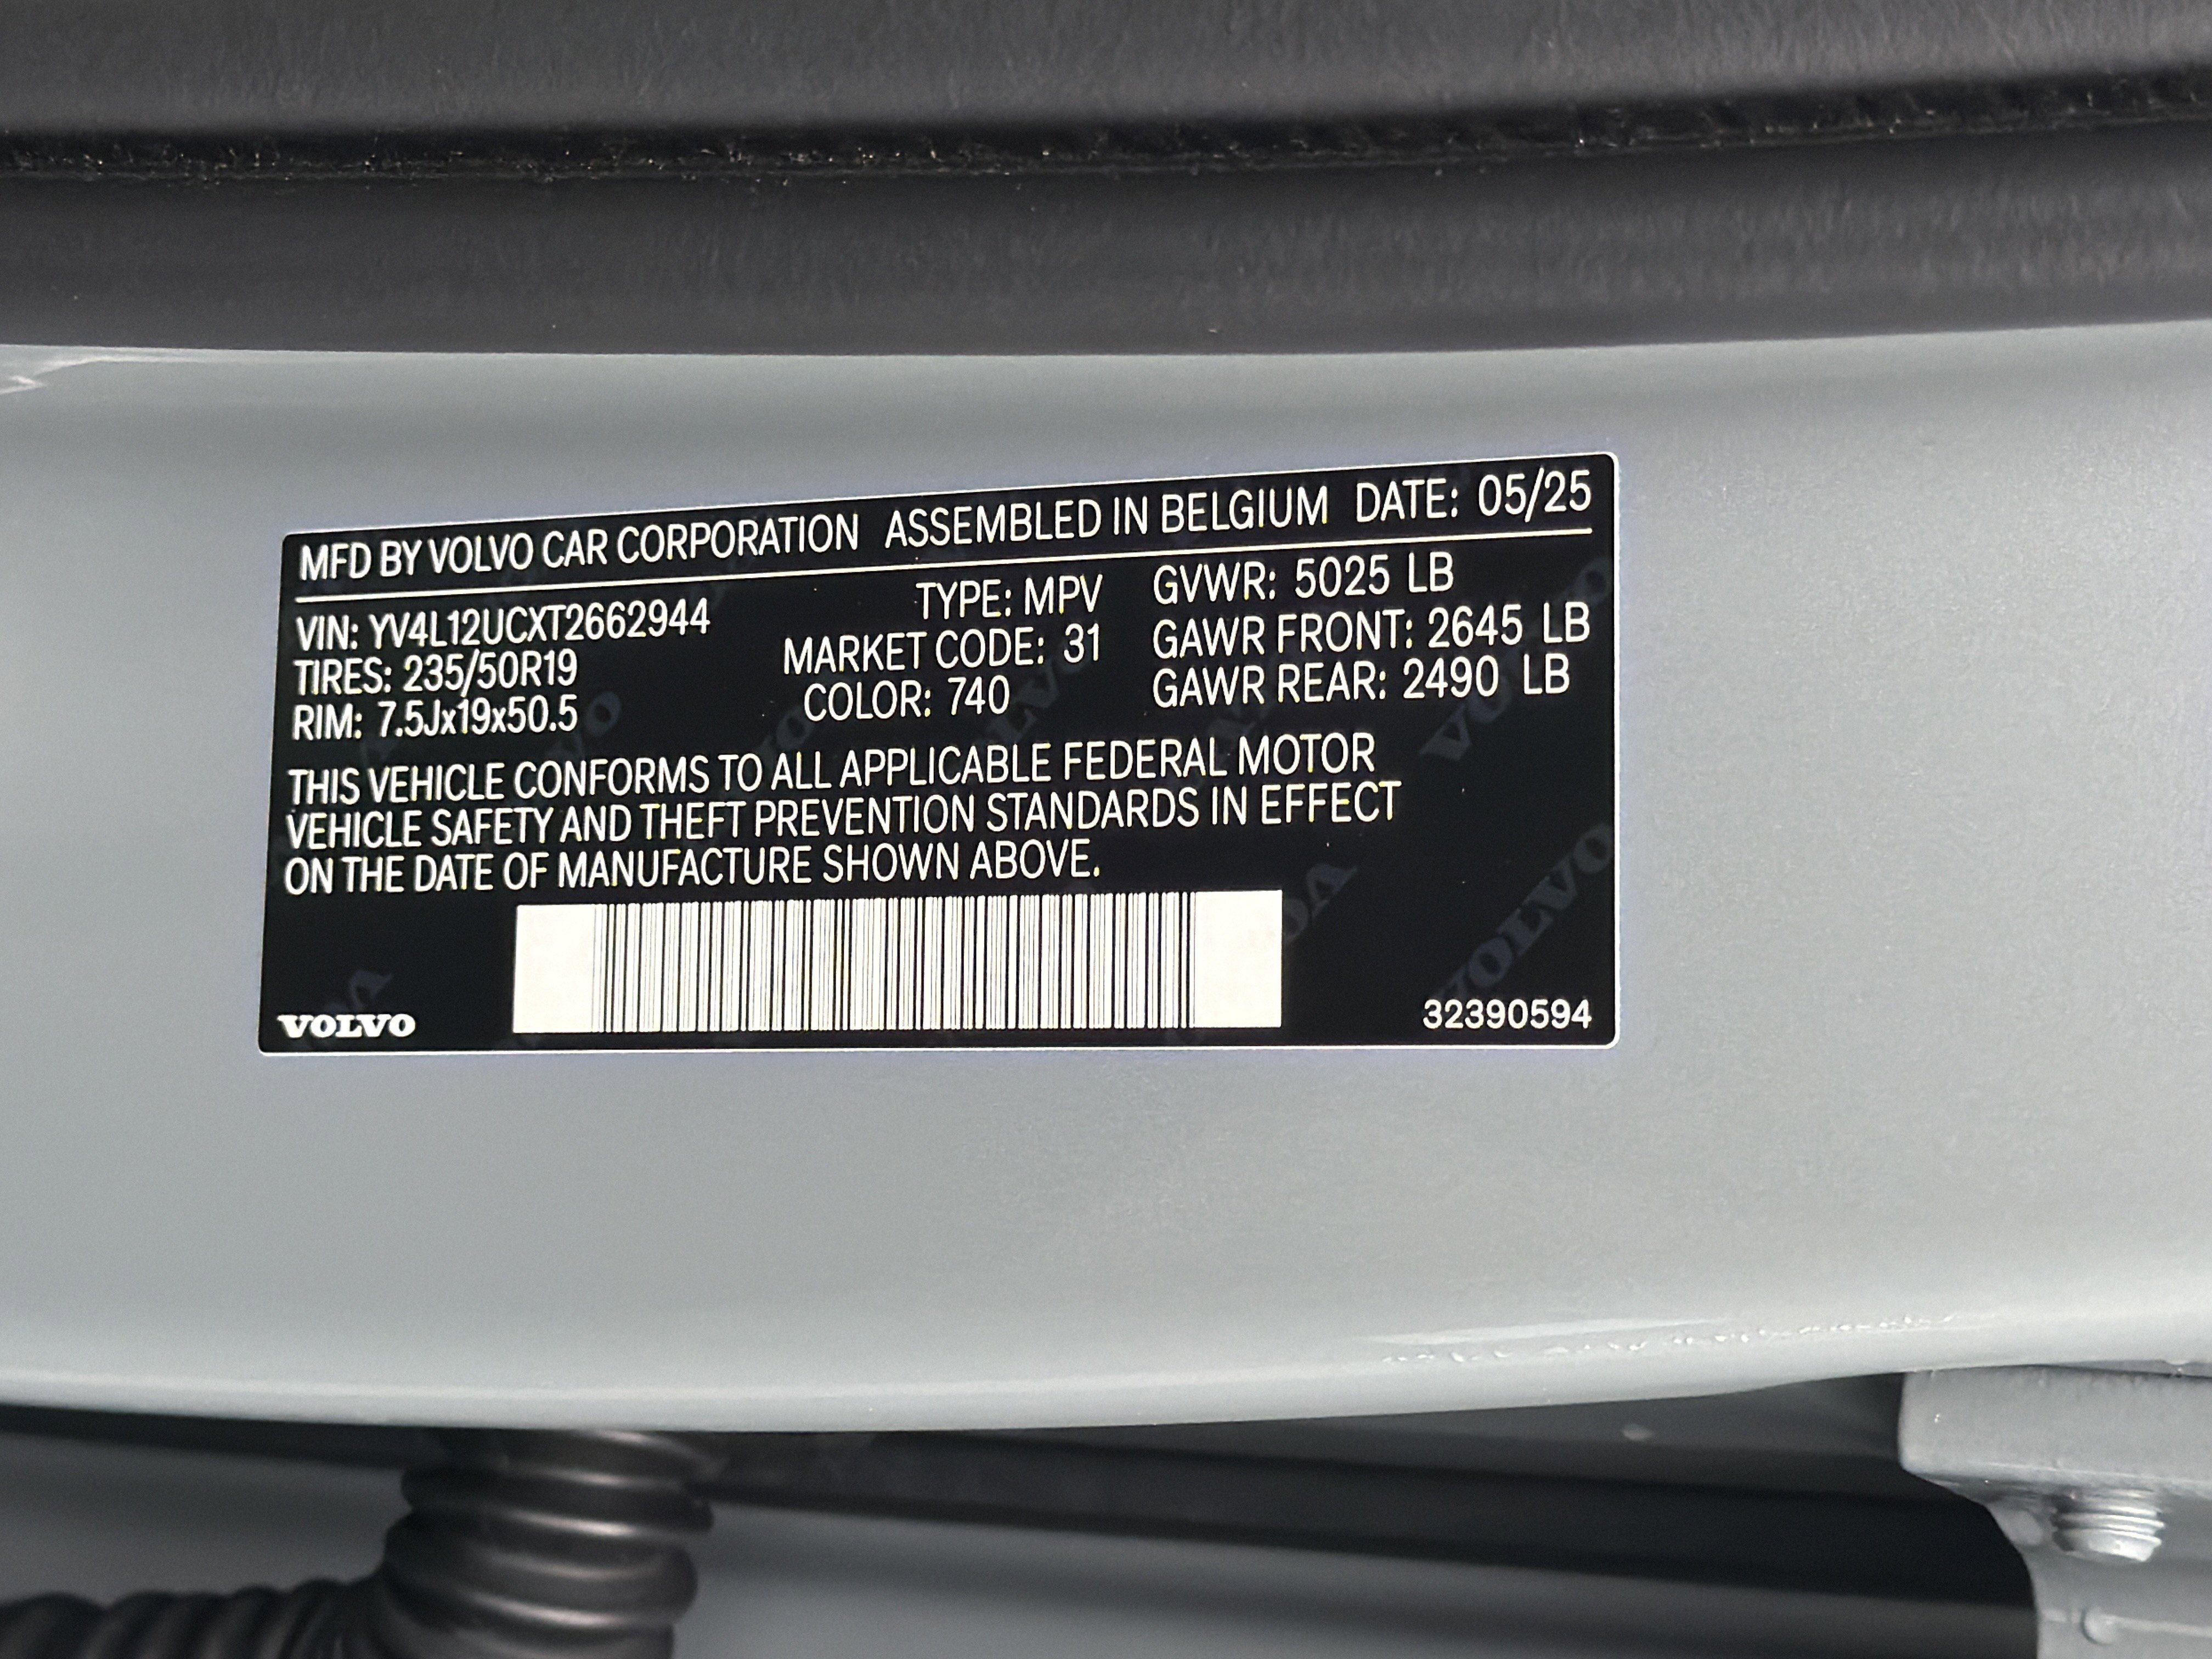 MFD BY VOLVO CAR CORPORATION ASSEMBLED IN BELGIUM DATE: 05/25
VIN: YV4L12UCXT2662944 TYPE: MPV GVWR: 5025 LB
TIRES: 235/50R19 MARKET CODE: 31 GAWR FRONT: 2645 LB
RIM: 7.5Jx19x50.5 COLOR: 740 GAWR REAR: 2490 LB
THIS VEHICLE CONFORMS TO ALL APPLICABLE FEDERAL MOTOR
VEHICLE SAFETY AND THEFT PREVENTION STANDARDS IN EFFECT
ON THE DATE OF MANUFACTURE SHOWN ABOVE.
VOLVO 32390594